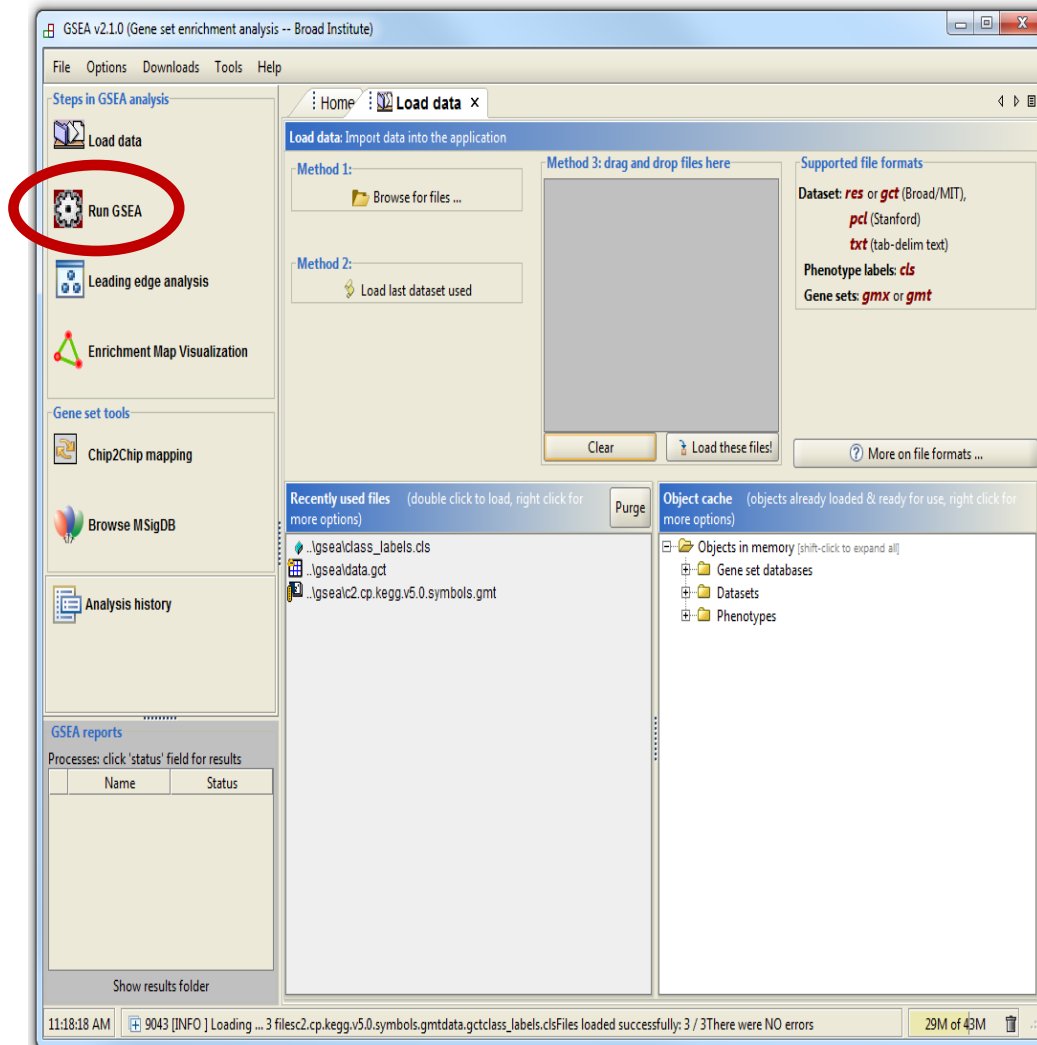 GSEA v2.1.0 (Gene set enrichment analysis -- Broad Institute)
File Options Downloads Tools Help
Steps in GSEA analysis
Load data
Run GSEA
Leading edge analysis
Enrichment Map Visualization
Gene set tools
Chip2Chip mapping
Browse MSigDB
Analysis history
GSEA reports
Processes: click 'status' field for results
Name Status
Show results folder
Home Load data ×
Load data: Import data into the application
Method 1:
Browse for files ...
Method 2:
Load last dataset used
Method 3: drag and drop files here
Clear
Load these files!
Supported file formats
Dataset: res or gct (Broad/MIT),
pcl (Stanford)
txt (tab-delim text)
Phenotype labels: cls
Gene sets: gmx or gmt
More on file formats ...
Recently used files (double click to load, right click for
more options)
Purge
..\gsea\class_labels.cls
..\gsea\data.gct
..\gsea\c2.cp.kegg.v5.0.symbols.gmt
Object cache (objects already loaded & ready for use, right click for
more options)
Objects in memory [shift-click to expand all]
Gene set databases
Datasets
Phenotypes
11:18:18 AM 9043 [INFO ] Loading ... 3 filesc2.cp.kegg.v5.0.symbols.gmtdata.gctclass_labels.clsFiles loaded successfully: 3 / 3There were NO errors 29M of 43M